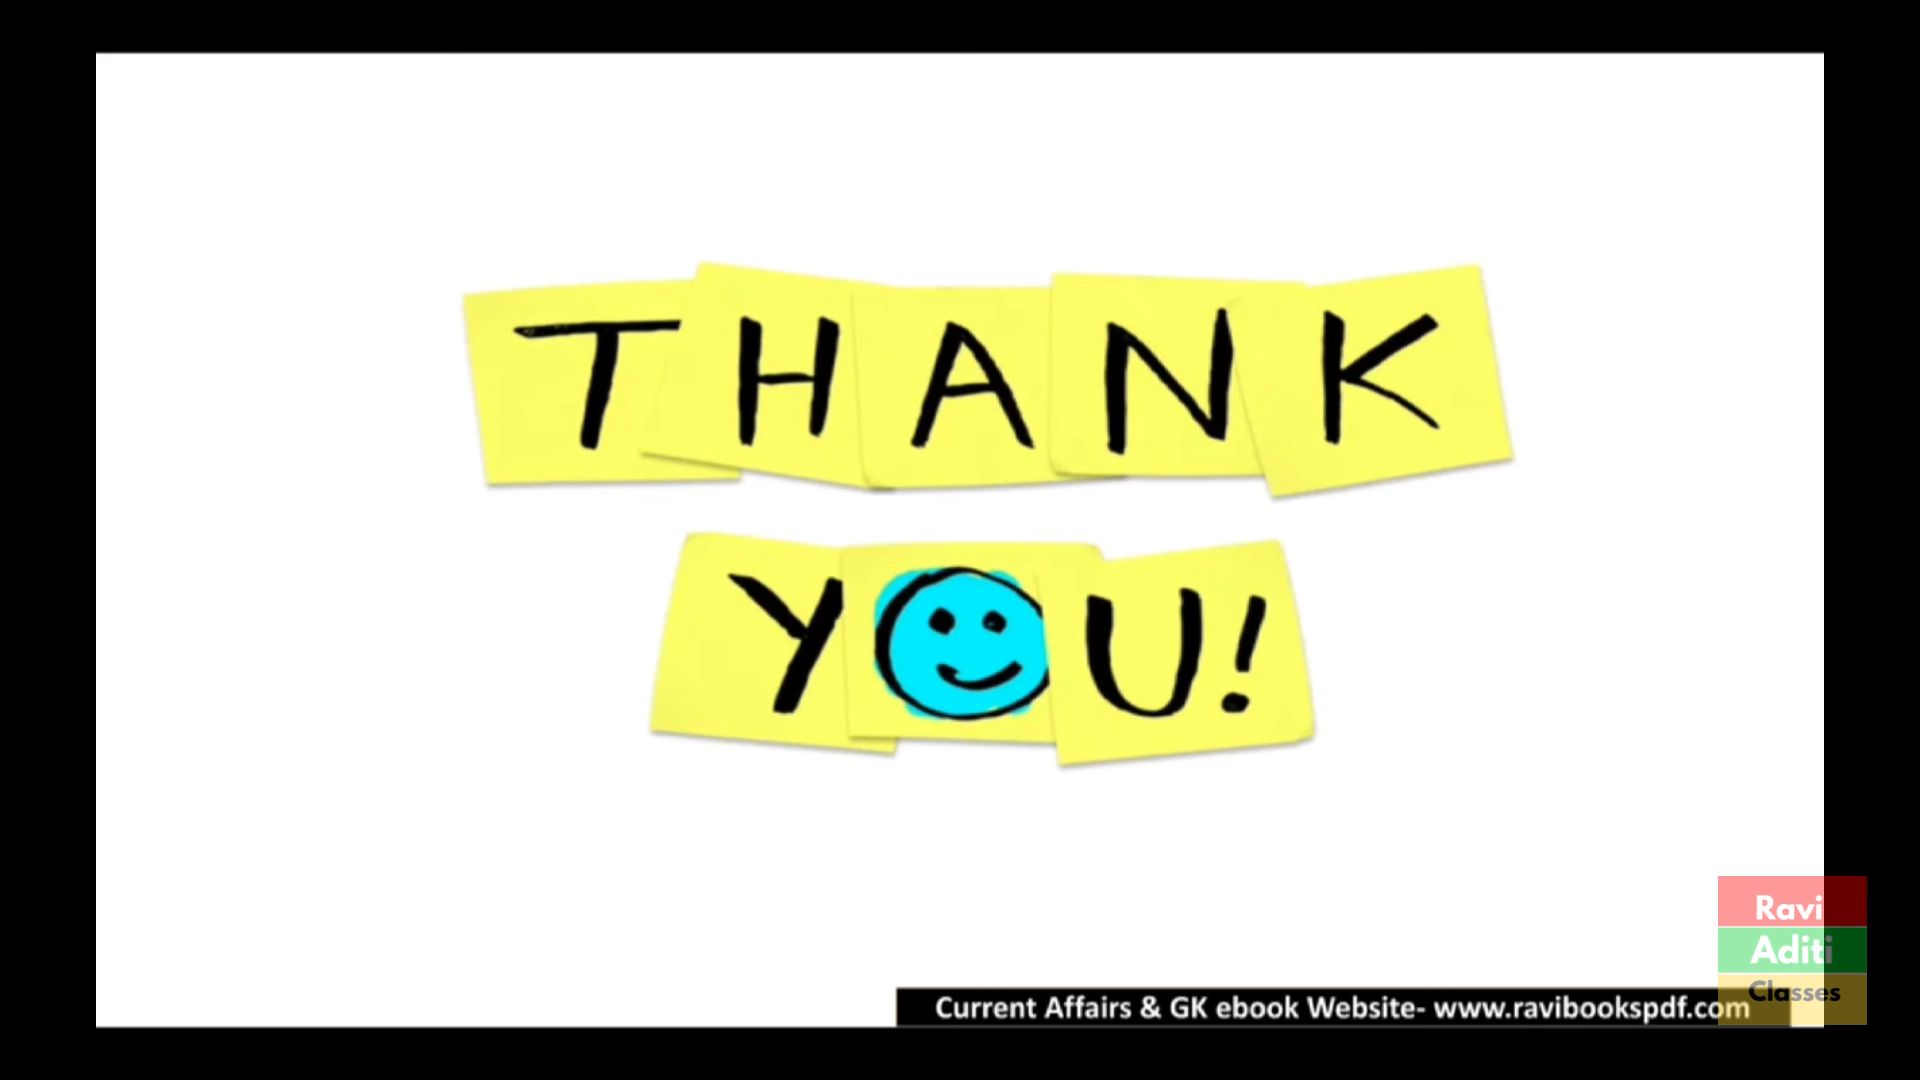 THANK
YOU!
Ravi
Aditi
Classes
Current Affairs & GK ebook Website- www.ravibookspdf.com